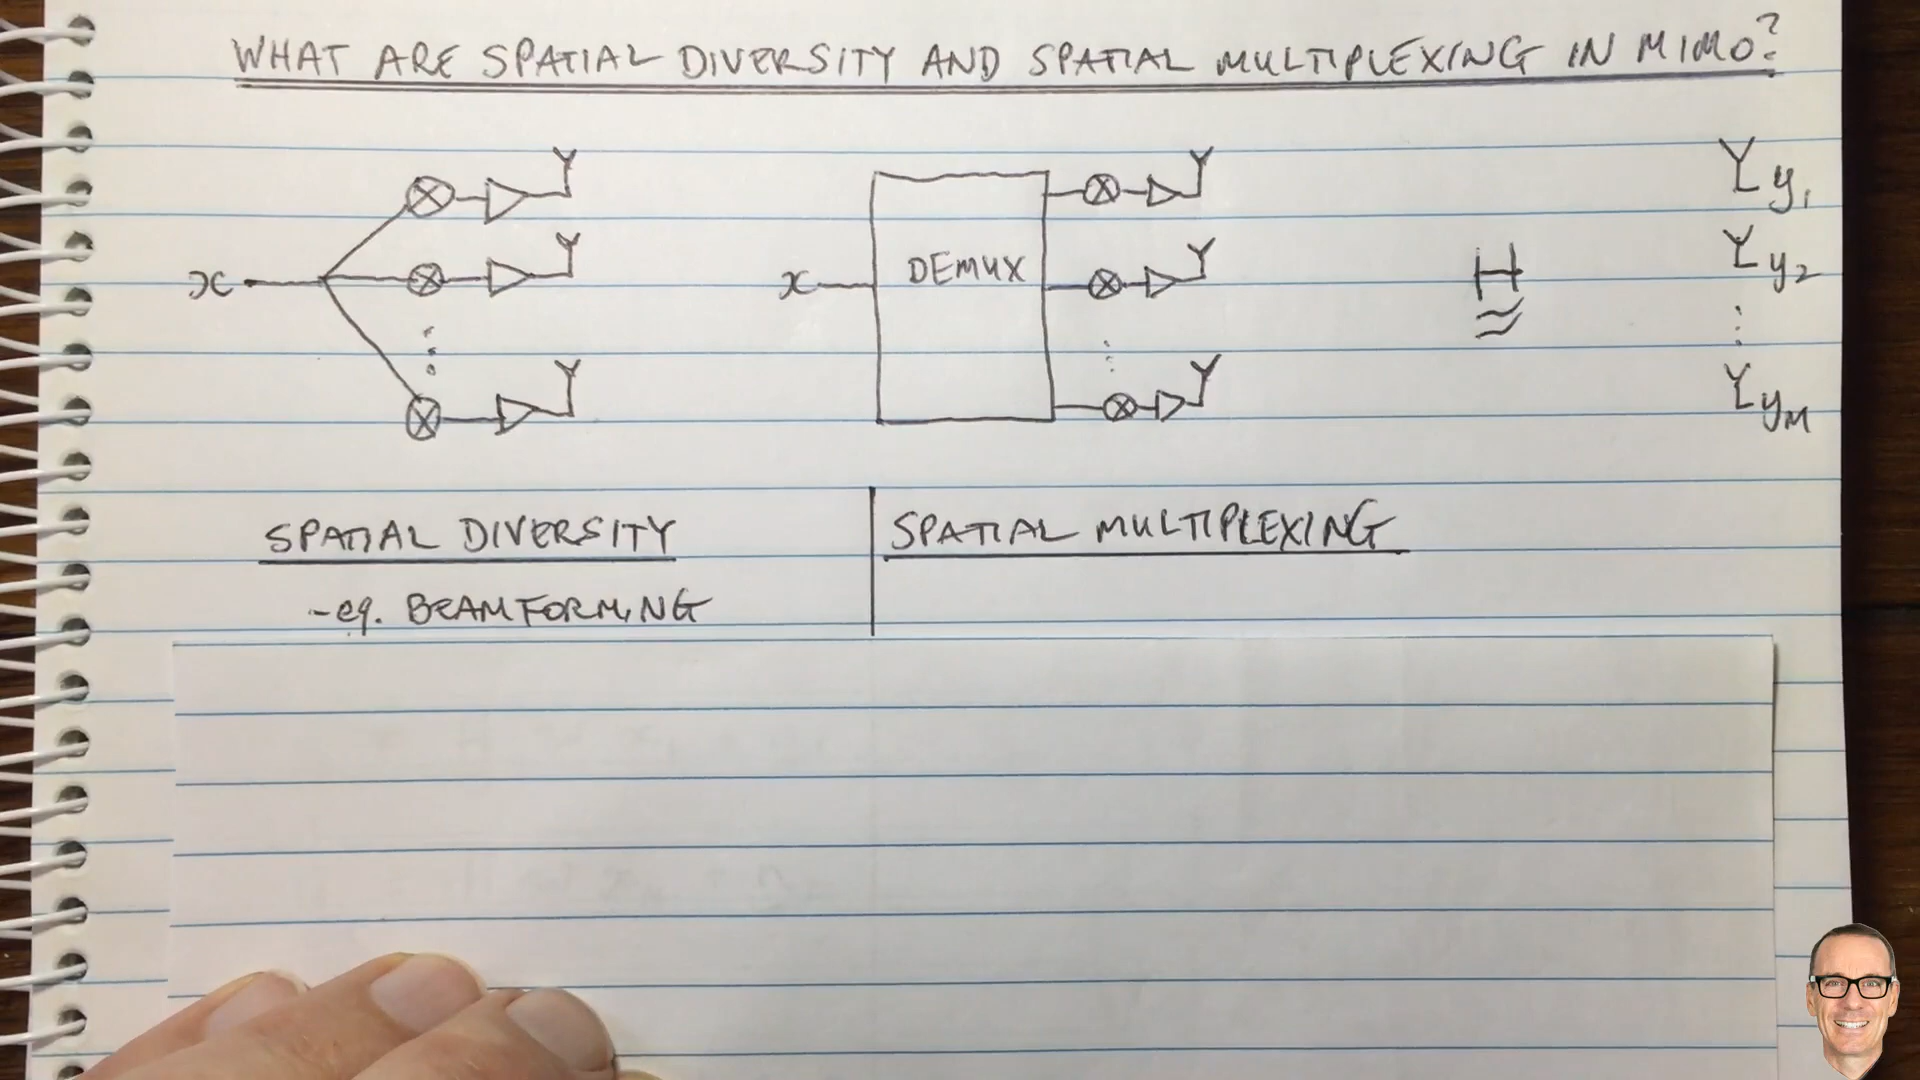 WHAT ARE SPATIAL DIVERSITY AND SPATIAL MULTIPLEXING IN MIMO?
x
x
DEMUX
H
y1
y2
yM
SPATIAL DIVERSITY
-eg. BEAMFORMING
SPATIAL MULTIPLEXING